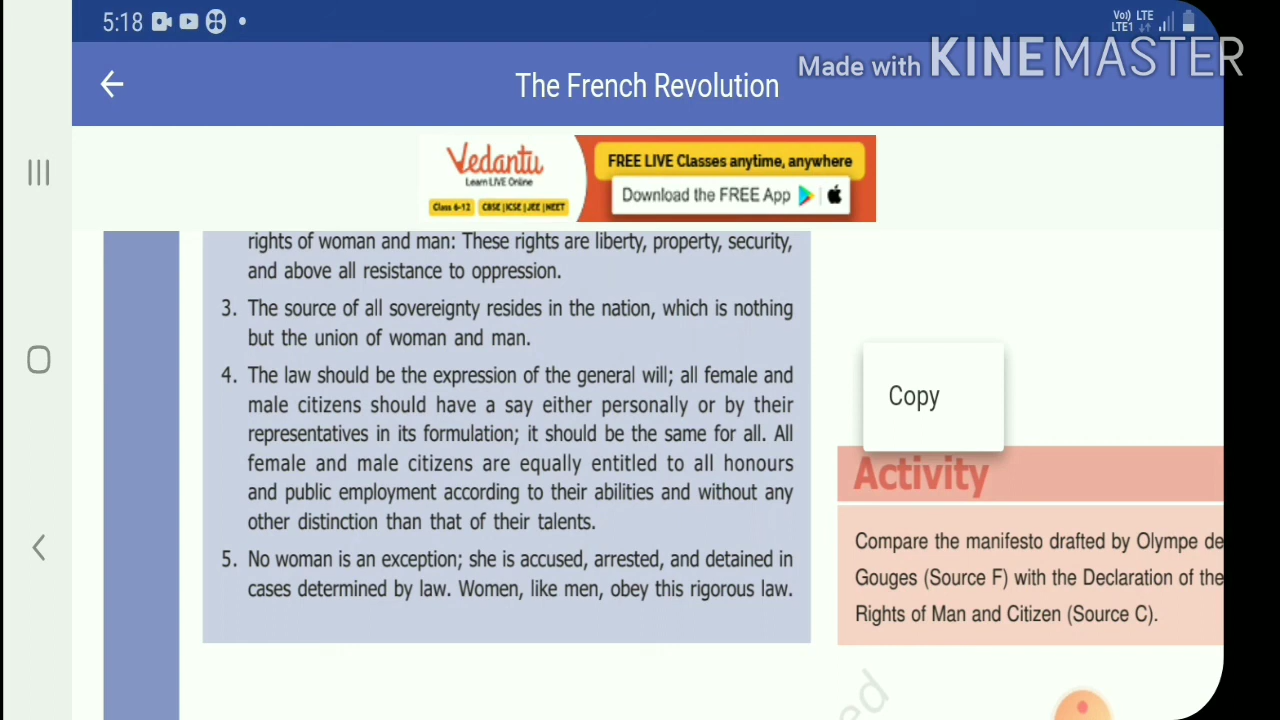 5:18
Vo) LTE
LTE1
Made with KINEMASTER
The French Revolution
Vedantu
Learn LIVE Online
Class 6-12 CBSE | ICSE | JEE | NEET
FREE LIVE Classes anytime, anywhere
Download the FREE App
rights of woman and man: These rights are liberty, property, security,
and above all resistance to oppression.
3. The source of all sovereignty resides in the nation, which is nothing
but the union of woman and man.
4. The law should be the expression of the general will; all female and
male citizens should have a say either personally or by their
representatives in its formulation; it should be the same for all. All
female and male citizens are equally entitled to all honours
and public employment according to their abilities and without any
other distinction than that of their talents.
5. No woman is an exception; she is accused, arrested, and detained in
cases determined by law. Women, like men, obey this rigorous law.
Copy
Activity
Compare the manifesto drafted by Olympe de
Gouges (Source F) with the Declaration of the
Rights of Man and Citizen (Source C).
ed